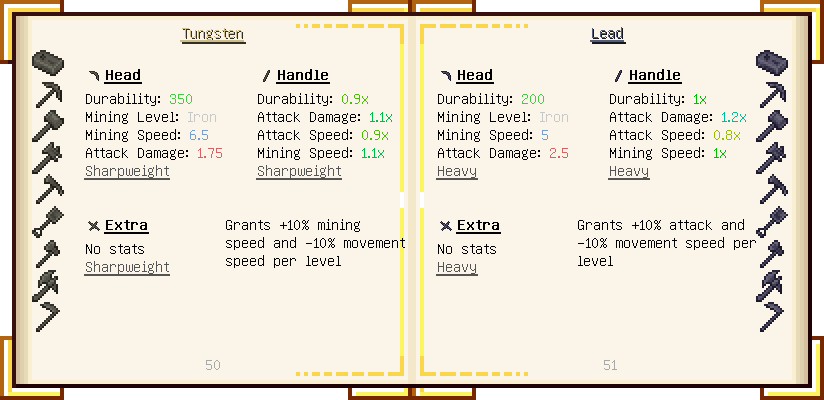 Tungsten
Head
Durability: 350
Mining Level: Iron
Mining Speed: 6.5
Attack Damage: 1.75
Sharpweight
Handle
Durability: 0.9x
Attack Damage: 1.1x
Attack Speed: 0.9x
Mining Speed: 1.1x
Sharpweight
Extra
No stats
Sharpweight
Grants +10% mining
speed and -10% movement
speed per level
50
Lead
Head
Durability: 200
Mining Level: Iron
Mining Speed: 5
Attack Damage: 2.5
Heavy
Handle
Durability: 1x
Attack Damage: 1.2x
Attack Speed: 0.8x
Mining Speed: 1x
Heavy
Extra
No stats
Heavy
Grants +10% attack and
-10% movement speed per
level
51